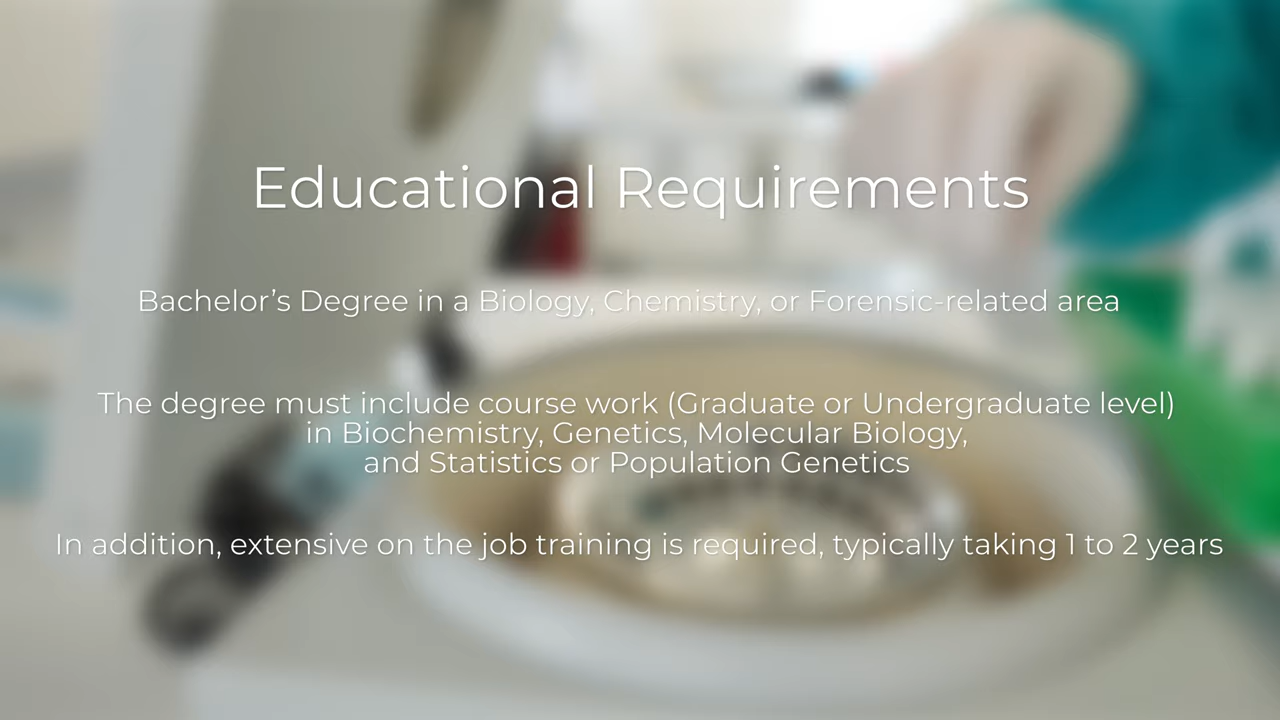 Educational Requirements
Bachelor’s Degree in a Biology, Chemistry, or Forensic-related area
The degree must include course work (Graduate or Undergraduate level)
in Biochemistry, Genetics, Molecular Biology,
and Statistics or Population Genetics
In addition, extensive on the job training is required, typically taking 1 to 2 years